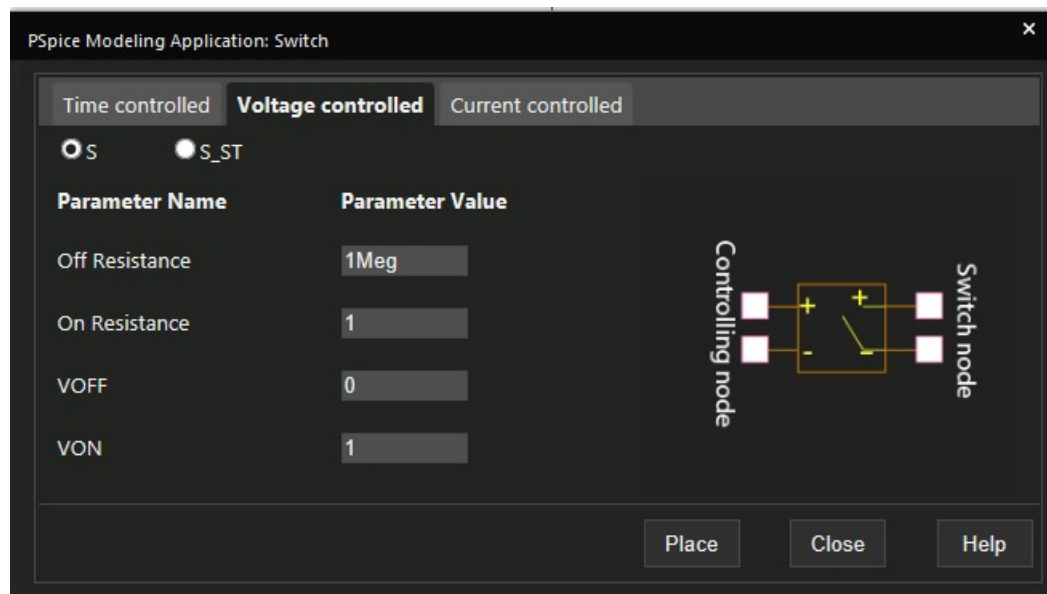 PSpice Modeling Application: Switch
×
Time controlled Voltage controlled Current controlled
S S_ST
Parameter Name Parameter Value
Off Resistance 1Meg
On Resistance 1
VOFF 0
VON 1
Controlling node
+ +
- -
Switch node
Place Close Help